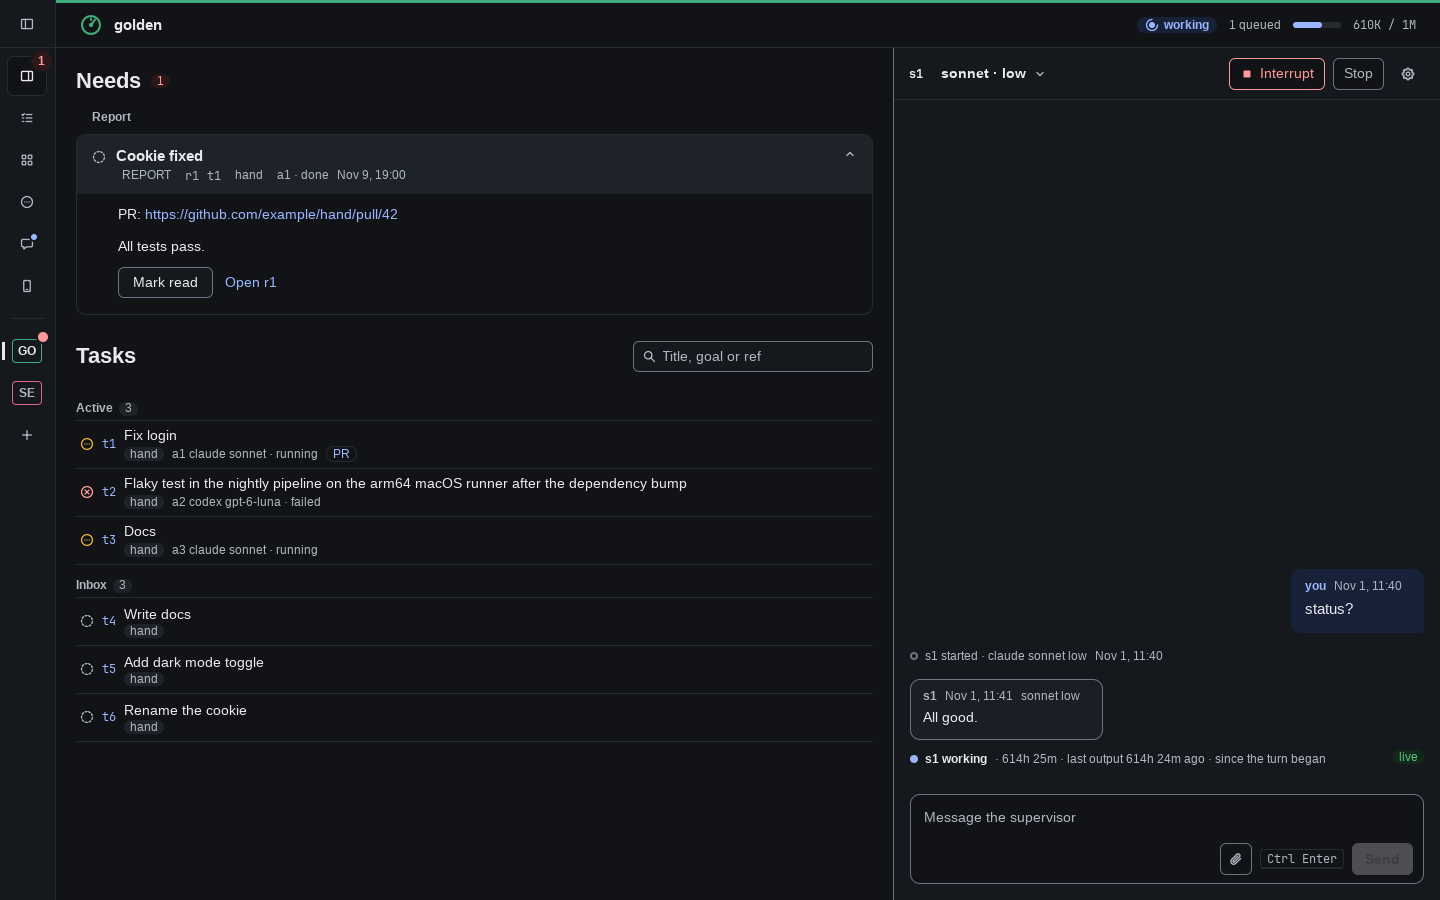 golden
working
1 queued
610K / 1M
1
Needs 1
Report
Cookie fixed
REPORT r1 t1 hand a1 · done Nov 9, 19:00
PR: https://github.com/example/hand/pull/42
All tests pass.
Mark read
Open r1
GO
SE
Tasks
Title, goal or ref
Active 3
t1 Fix login
hand a1 claude sonnet · running PR
t2 Flaky test in the nightly pipeline on the arm64 macOS runner after the dependency bump
hand a2 codex gpt-6-luna · failed
t3 Docs
hand a3 claude sonnet · running
Inbox 3
t4 Write docs
hand
t5 Add dark mode toggle
hand
t6 Rename the cookie
hand
s1 sonnet · low
Interrupt
Stop
you Nov 1, 11:40
status?
s1 started · claude sonnet low Nov 1, 11:40
s1 Nov 1, 11:41 sonnet low
All good.
s1 working · 614h 25m · last output 614h 24m ago · since the turn began
live
Message the supervisor
Ctrl Enter
Send